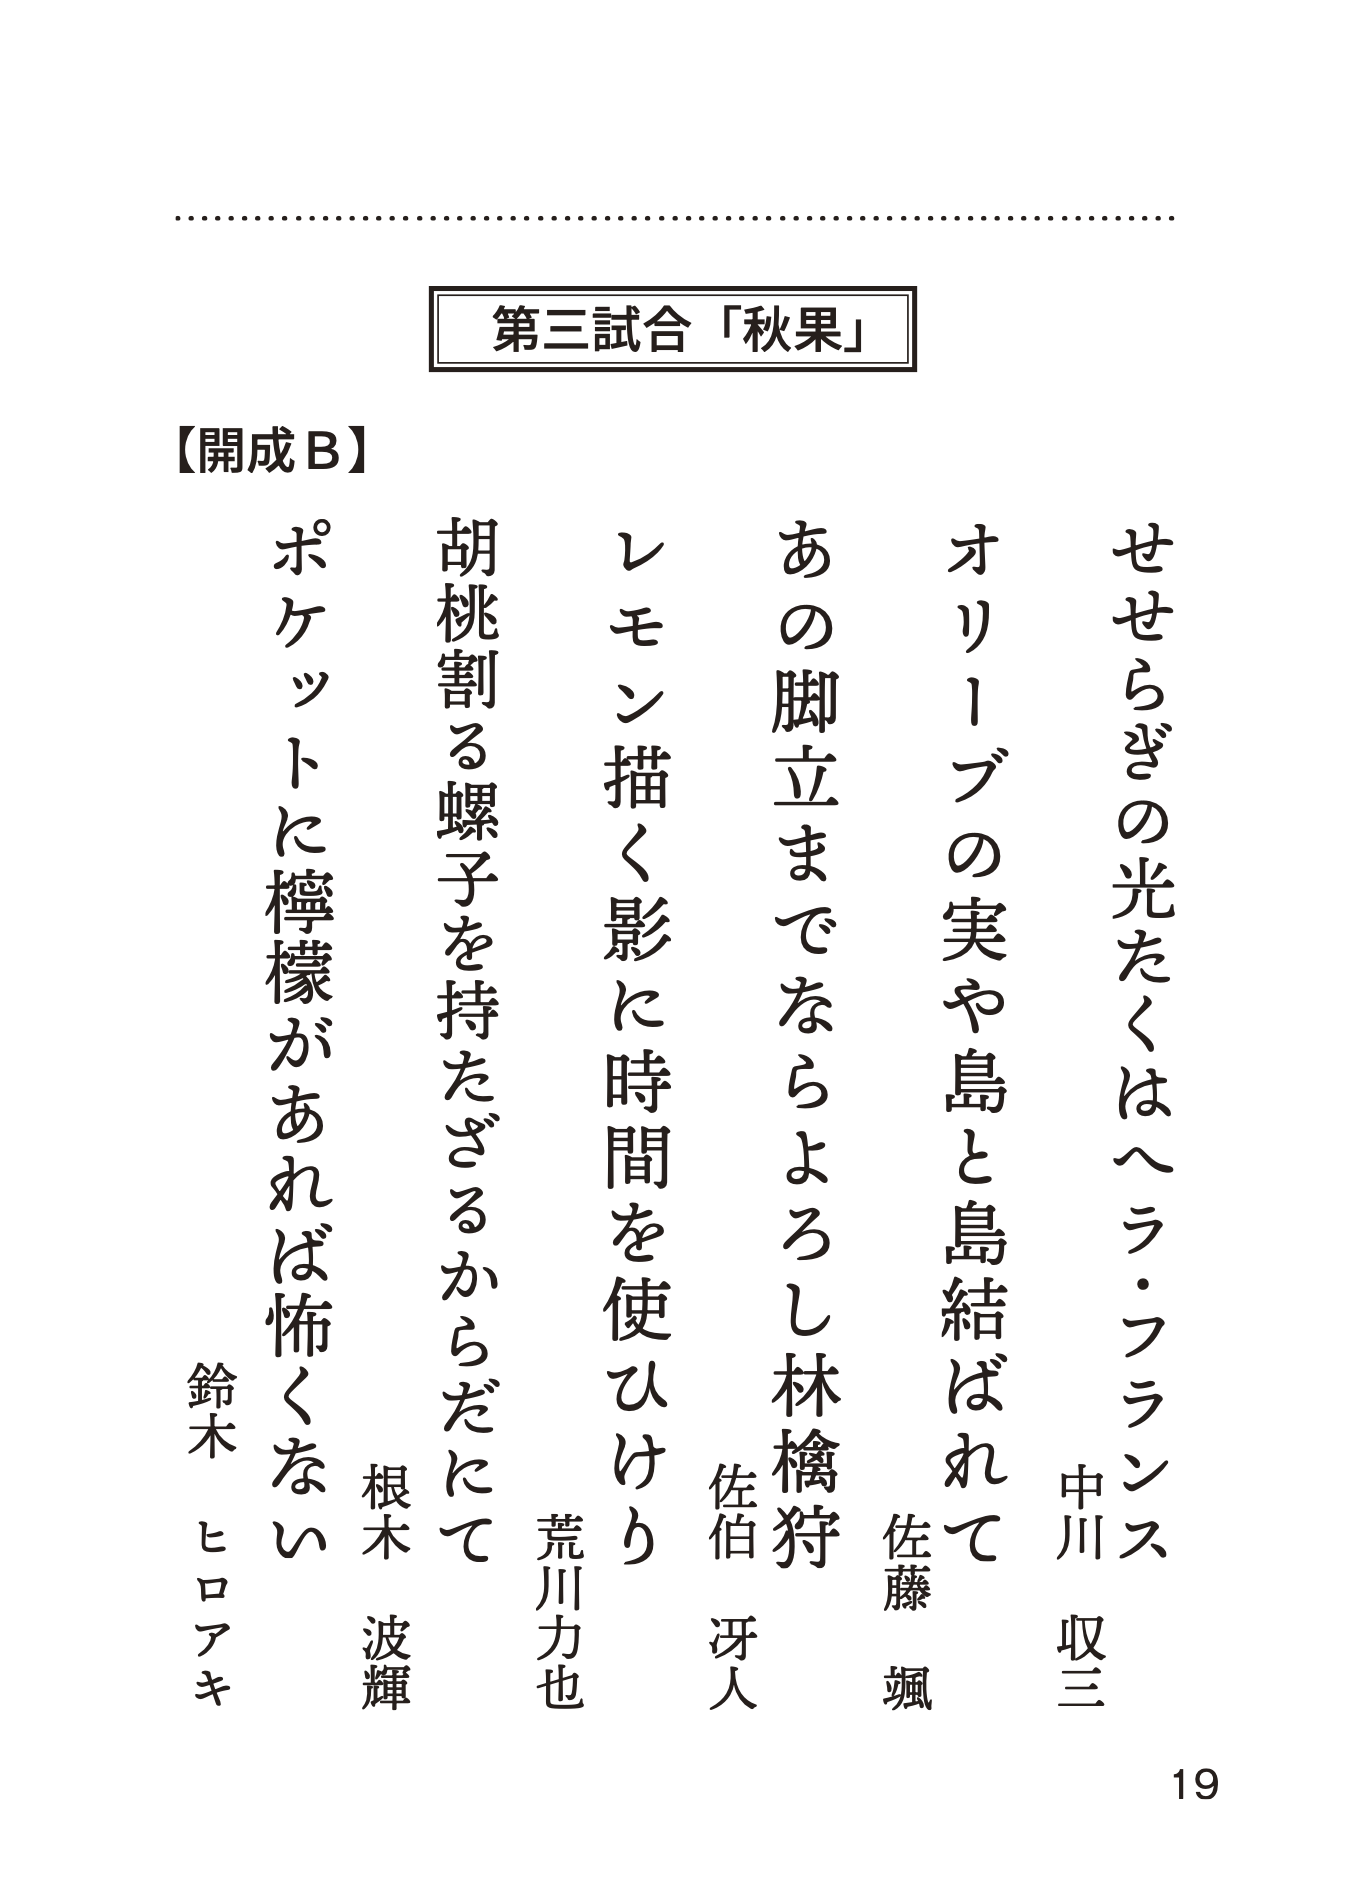 第三試合「秋果」
【開成Ｂ】
せせらぎの光たくはへラ・フランス
中川　収三
オリーブの実や島と島結ばれて
佐藤　颯
あの脚立までならよろし林檎狩
佐伯　冴人
レモン描く影に時間を使ひけり
荒川力也
胡桃割る螺子を持たざるからだにて
根木　波輝
ポケットに檸檬があれば怖くない
鈴木　ヒロアキ
19